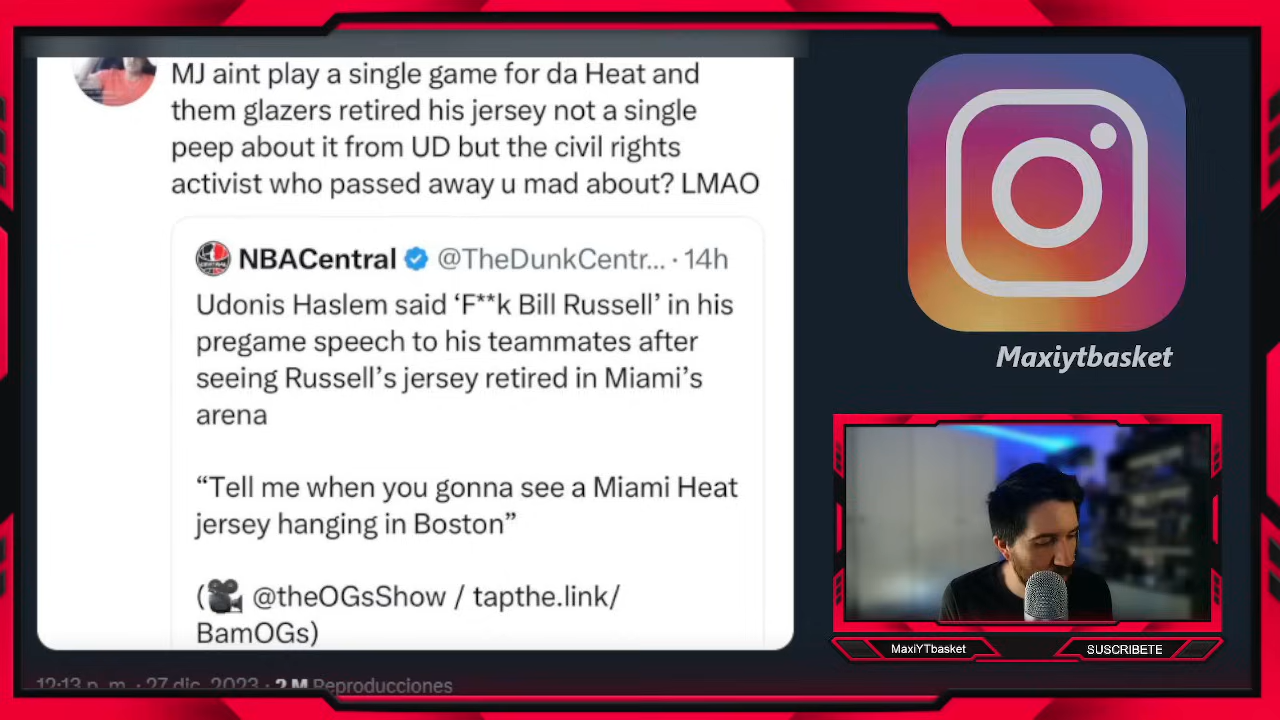 MJ aint play a single game for da Heat and
them glazers retired his jersey not a single
peep about it from UD but the civil rights
activist who passed away u mad about? LMAO
NBACentral @TheDunkCentr... · 14h
Udonis Haslem said ‘F**k Bill Russell’ in his
pregame speech to his teammates after
seeing Russell’s jersey retired in Miami’s
arena
“Tell me when you gonna see a Miami Heat
jersey hanging in Boston”
(🎥 @theOGsShow / tapthe.link/
BamOGs)
12:13 p. m. · 27 dic. 2023 · 2 M Reproducciones
Maxiytbasket
MaxiYTbasket
SUSCRIBETE